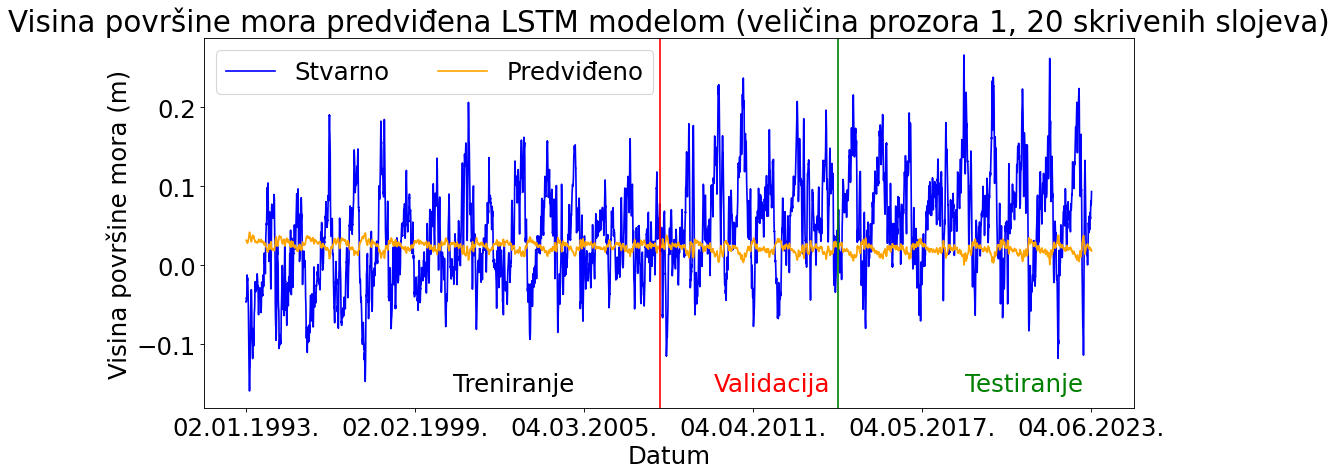 Visina površine mora predviđena LSTM modelom (veličina prozora 1, 20 skrivenih slojeva)
Stvarno
Predviđeno
Visina površine mora (m)
0.2
0.1
0.0
−0.1
Treniranje
Validacija
Testiranje
02.01.1993.
02.02.1999.
04.03.2005.
04.04.2011.
04.05.2017.
04.06.2023.
Datum